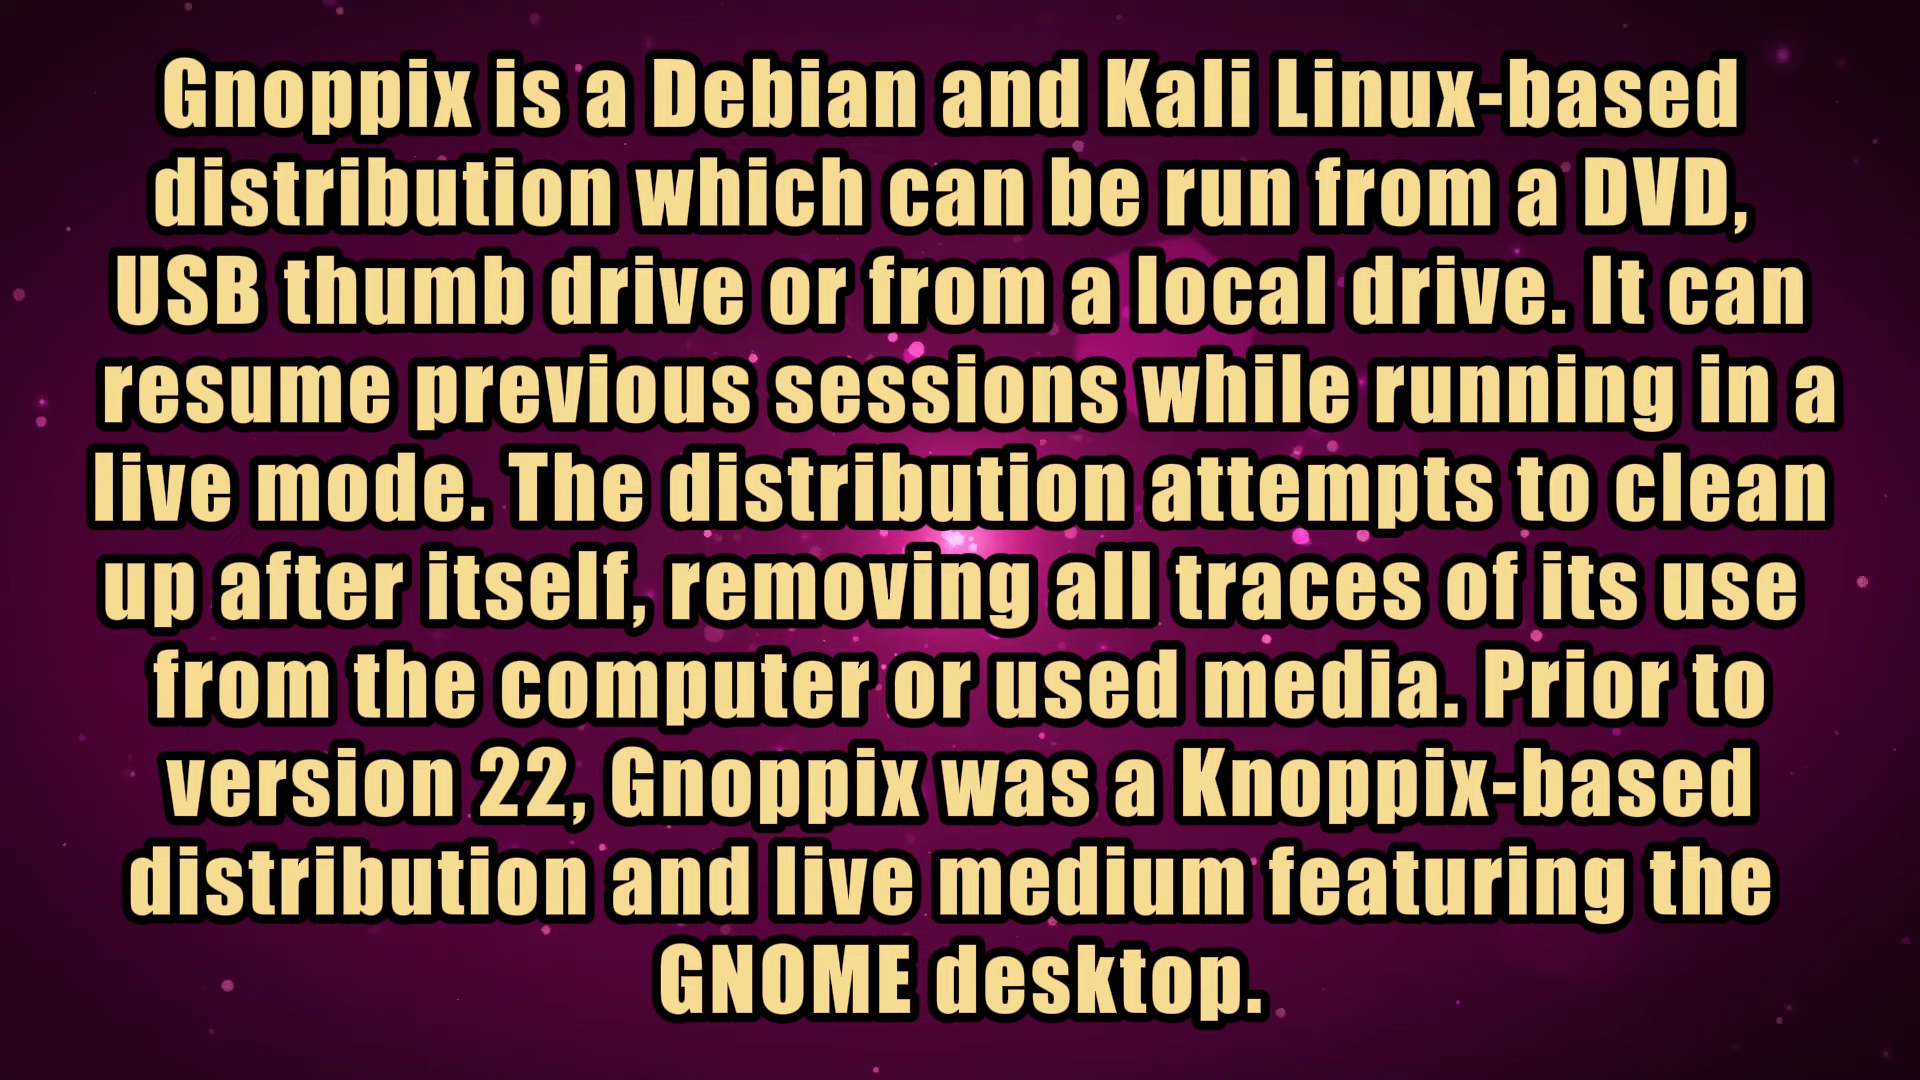 Gnoppix is a Debian and Kali Linux-based
distribution which can be run from a DVD,
USB thumb drive or from a local drive. It can
resume previous sessions while running in a
live mode. The distribution attempts to clean
up after itself, removing all traces of its use
from the computer or used media. Prior to
version 22, Gnoppix was a Knoppix-based
distribution and live medium featuring the
GNOME desktop.